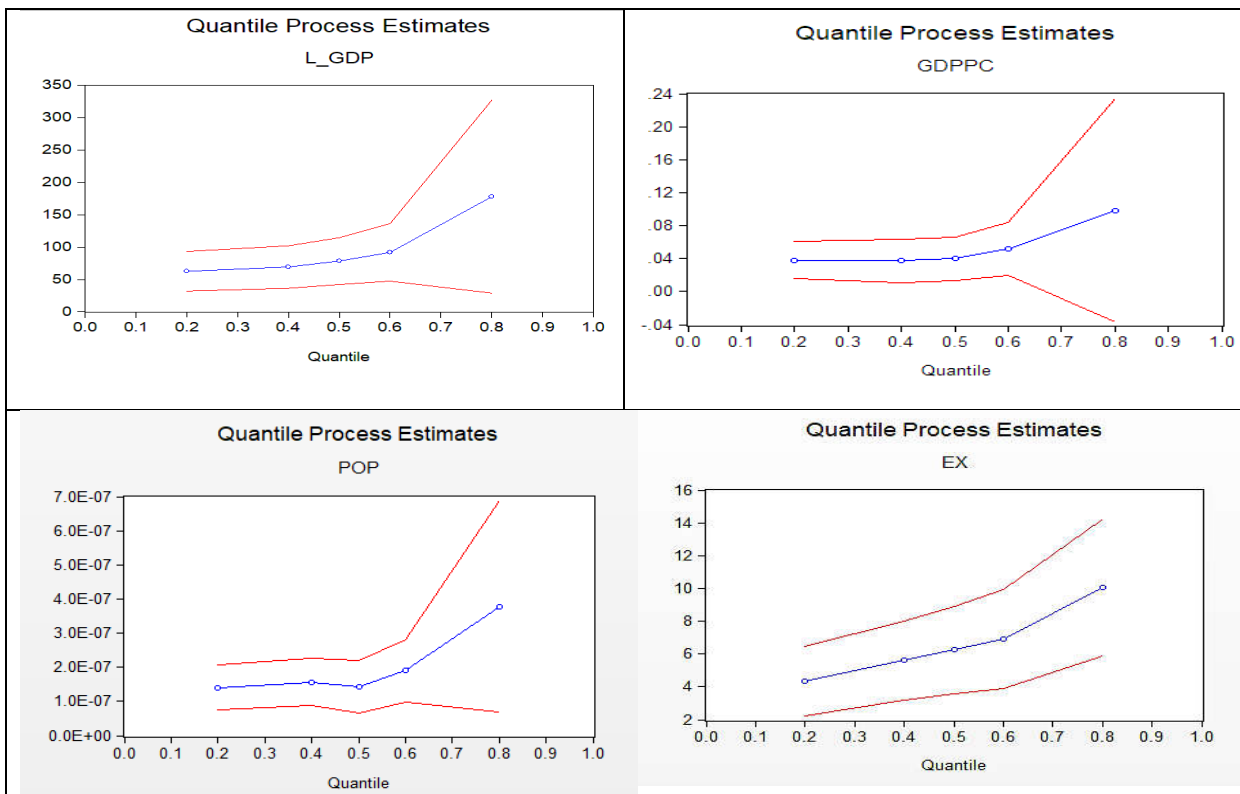 Quantile Process Estimates
L_GDP
350
300
250
200
150
100
50
0
0.0 0.1 0.2 0.3 0.4 0.5 0.6 0.7 0.8 0.9 1.0
Quantile
Quantile Process Estimates
GDPPC
.24
.20
.16
.12
.08
.04
.00
-.04
0.0 0.1 0.2 0.3 0.4 0.5 0.6 0.7 0.8 0.9 1.0
Quantile
Quantile Process Estimates
POP
7.0E-07
6.0E-07
5.0E-07
4.0E-07
3.0E-07
2.0E-07
1.0E-07
0.0E+00
0.0 0.1 0.2 0.3 0.4 0.5 0.6 0.7 0.8 0.9 1.0
Quantile
Quantile Process Estimates
EX
16
14
12
10
8
6
4
2
0.0 0.1 0.2 0.3 0.4 0.5 0.6 0.7 0.8 0.9 1.0
Quantile